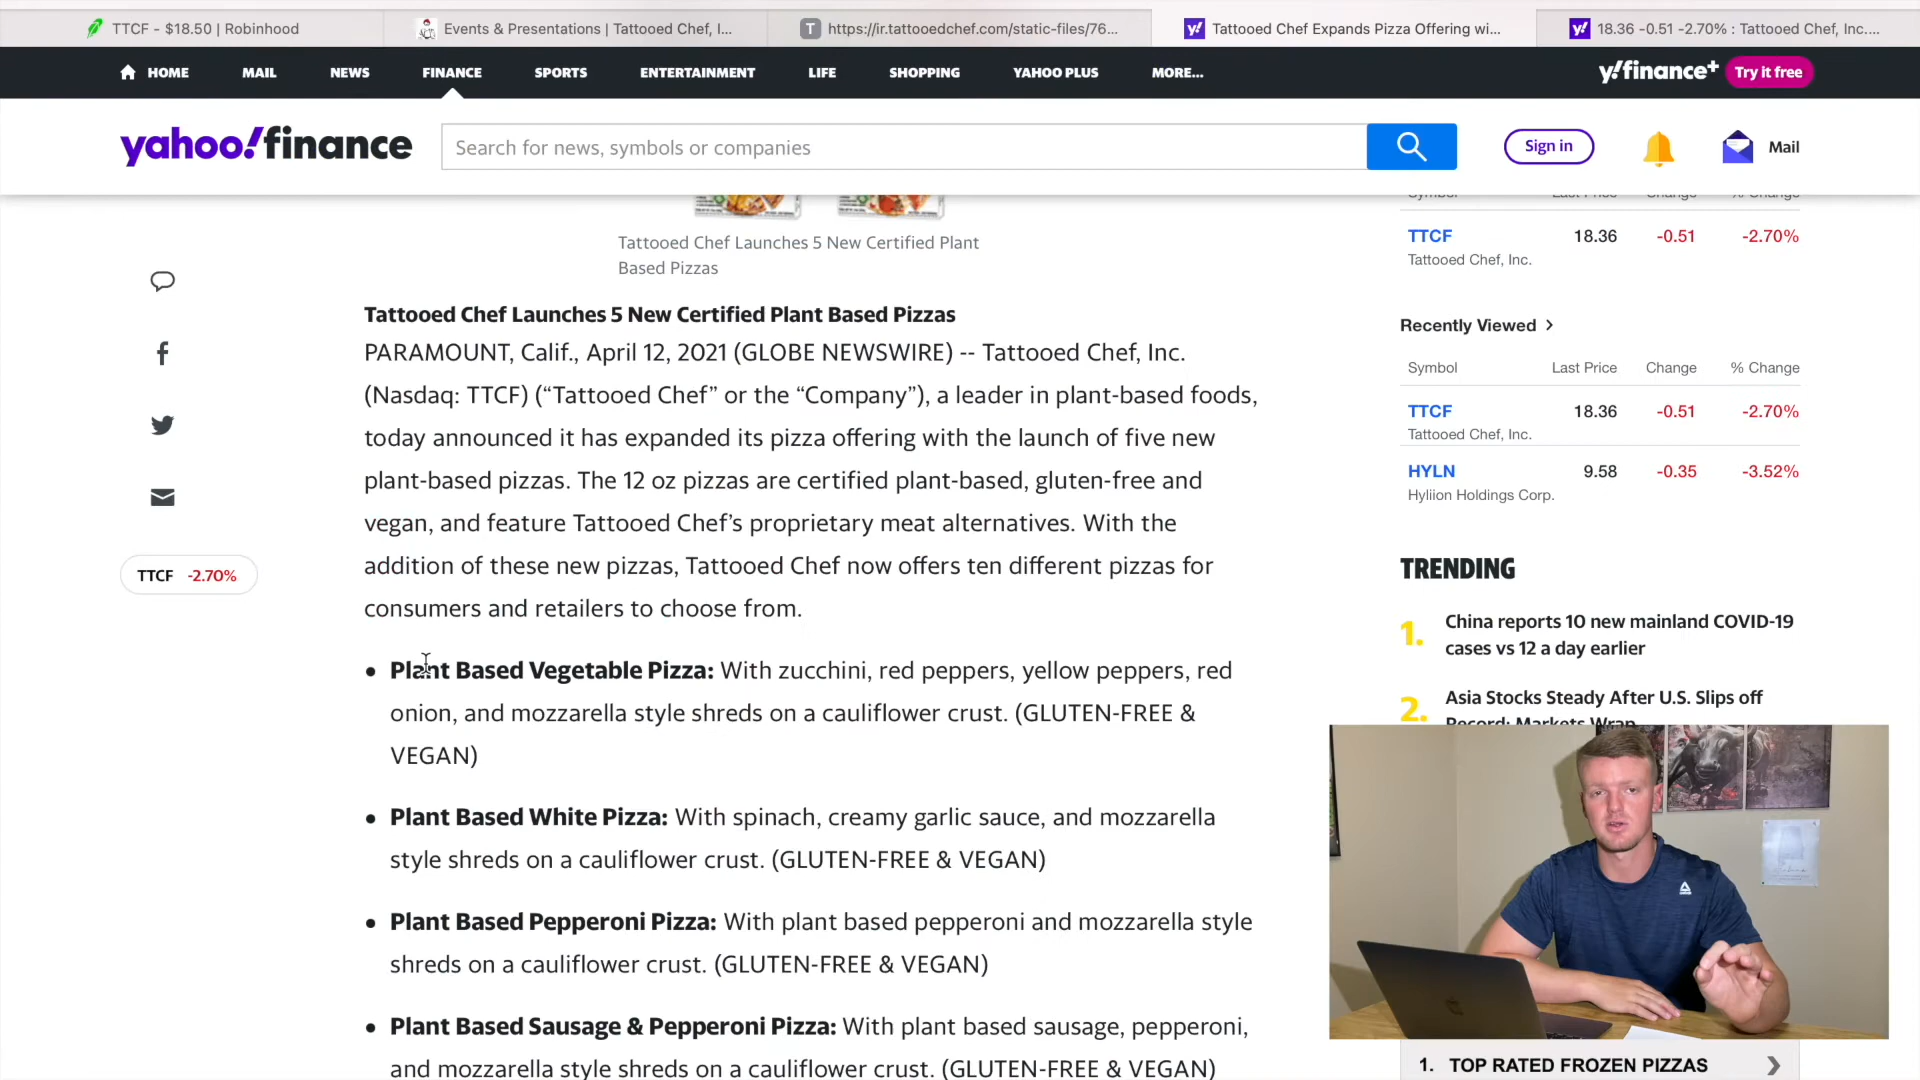 TTCF - $18.50 | Robinhood
Events & Presentations | Tattooed Chef, I...
T https://ir.tattooedchef.com/static-files/76...
y! Tattooed Chef Expands Pizza Offering wi...
y! 18.36 -0.51 -2.70% : Tattooed Chef, Inc....
HOME MAIL NEWS FINANCE SPORTS ENTERTAINMENT LIFE SHOPPING YAHOO PLUS MORE...
y!finance+ Try it free
yahoo!finance
Search for news, symbols or companies
Sign in
Mail
Symbol Last Price Change % Change
TTCF 18.36 -0.51 -2.70%
Tattooed Chef, Inc.
Recently Viewed
Symbol Last Price Change % Change
TTCF 18.36 -0.51 -2.70%
Tattooed Chef, Inc.
HYLN 9.58 -0.35 -3.52%
Hyliion Holdings Corp.
TRENDING
1. China reports 10 new mainland COVID-19
cases vs 12 a day earlier
2. Asia Stocks Steady After U.S. Slips off
Record: Markets Wrap
1. TOP RATED FROZEN PIZZAS
TTCF -2.70%
Tattooed Chef Launches 5 New Certified Plant
Based Pizzas
Tattooed Chef Launches 5 New Certified Plant Based Pizzas
PARAMOUNT, Calif., April 12, 2021 (GLOBE NEWSWIRE) -- Tattooed Chef, Inc.
(Nasdaq: TTCF) (“Tattooed Chef” or the “Company”), a leader in plant-based foods,
today announced it has expanded its pizza offering with the launch of five new
plant-based pizzas. The 12 oz pizzas are certified plant-based, gluten-free and
vegan, and feature Tattooed Chef’s proprietary meat alternatives. With the
addition of these new pizzas, Tattooed Chef now offers ten different pizzas for
consumers and retailers to choose from.
• Plant Based Vegetable Pizza: With zucchini, red peppers, yellow peppers, red
onion, and mozzarella style shreds on a cauliflower crust. (GLUTEN-FREE &
VEGAN)
• Plant Based White Pizza: With spinach, creamy garlic sauce, and mozzarella
style shreds on a cauliflower crust. (GLUTEN-FREE & VEGAN)
• Plant Based Pepperoni Pizza: With plant based pepperoni and mozzarella style
shreds on a cauliflower crust. (GLUTEN-FREE & VEGAN)
• Plant Based Sausage & Pepperoni Pizza: With plant based sausage, pepperoni,
and mozzarella style shreds on a cauliflower crust. (GLUTEN-FREE & VEGAN)